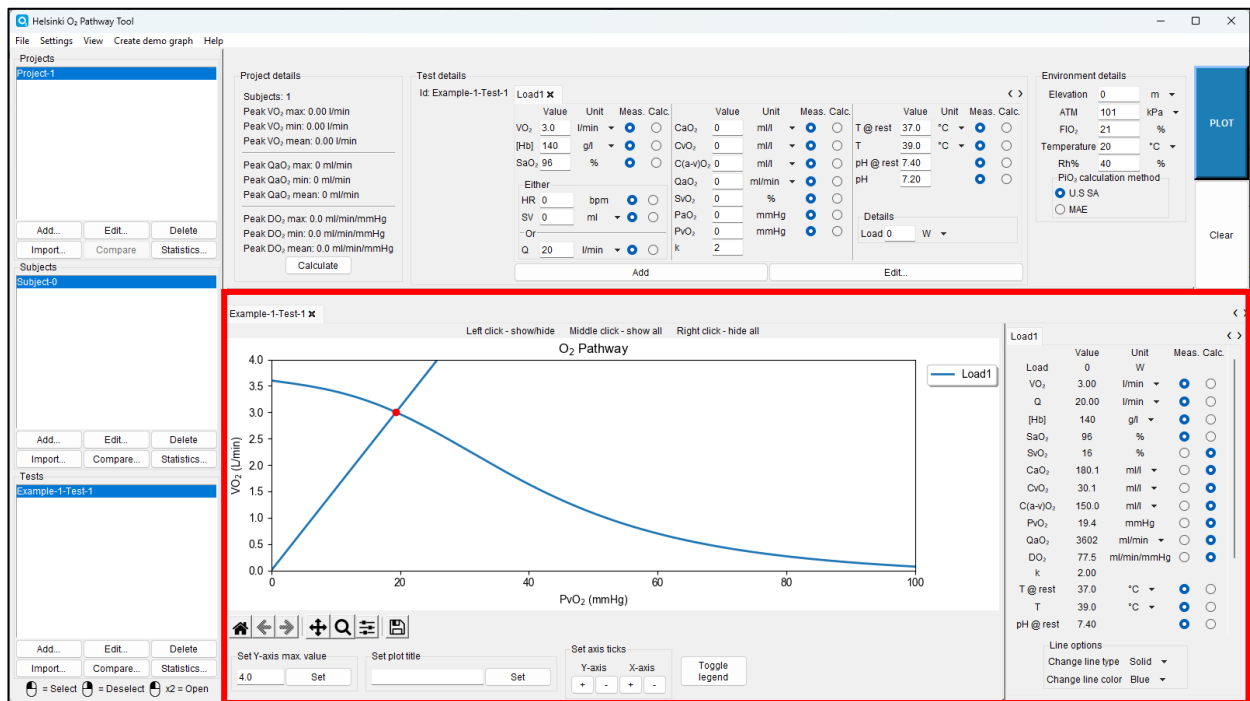 Helsinki O₂ Pathway Tool
File Settings View Create demo graph Help
Projects
Project-1
Add... Edit... Delete
Import... Compare Statistics...
Subjects
Subject-0
Add... Edit... Delete
Import... Compare... Statistics...
Tests
Example-1-Test-1
Add... Edit... Delete
Import... Compare... Statistics...
= Select = Deselect x2 = Open
Project details
Subjects: 1
Peak VO₂ max: 0.00 l/min
Peak VO₂ min: 0.00 l/min
Peak VO₂ mean: 0.00 l/min
Peak QaO₂ max: 0 ml/min
Peak QaO₂ min: 0 ml/min
Peak QaO₂ mean: 0 ml/min
Peak DO₂ max: 0.0 ml/min/mmHg
Peak DO₂ min: 0.0 ml/min/mmHg
Peak DO₂ mean: 0.0 ml/min/mmHg
Calculate
Test details
Id: Example-1-Test-1 Load1 ✖ < >
Value Unit Meas. Calc.
VO₂ 3.0 l/min
[Hb] 140 g/l
SaO₂ 96 %
Either
HR 0 bpm
SV 0 ml
Or
Q 20 l/min
Value Unit Meas. Calc.
CaO₂ 0 ml/l
CvO₂ 0 ml/l
C(a-v)O₂ 0 ml/l
QaO₂ 0 ml/min
SvO₂ 0 %
PaO₂ 0 mmHg
PvO₂ 0 mmHg
k 2
Value Unit Meas. Calc.
T @ rest 37.0 °C
T 39.0 °C
pH @ rest 7.40
pH 7.20
Details
Load 0 W
Add Edit...
Environment details
Elevation 0 m
ATM 101 kPa
FIO₂ 21 %
Temperature 20 °C
Rh% 40 %
PiO₂ calculation method
U.S SA
MAE
PLOT
Clear
Example-1-Test-1 ✖ < >
Left click - show/hide Middle click - show all Right click - hide all
O₂ Pathway
VO₂ (L/min)
4.0
3.5
3.0
2.5
2.0
1.5
1.0
0.5
0.0
0 20 40 60 80 100
PvO₂ (mmHg)
Load1
Set Y-axis max. value
4.0 Set
Set plot title
Set
Set axis ticks
Y-axis X-axis
+ - + -
Toggle
legend
Load1 < >
Value Unit Meas. Calc.
Load 0 W
VO₂ 3.00 l/min
Q 20.00 l/min
[Hb] 140 g/l
SaO₂ 96 %
SvO₂ 16 %
CaO₂ 180.1 ml/l
CvO₂ 30.1 ml/l
C(a-v)O₂ 150.0 ml/l
PvO₂ 19.4 mmHg
QaO₂ 3602 ml/min
DO₂ 77.5 ml/min/mmHg
k 2.00
T @ rest 37.0 °C
T 39.0 °C
pH @ rest 7.40
Line options
Change line type Solid
Change line color Blue